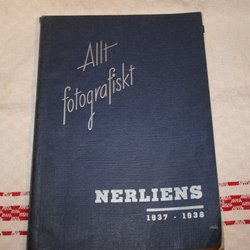 Allt
fotografiskt
NERLIENS
1937 - 1938